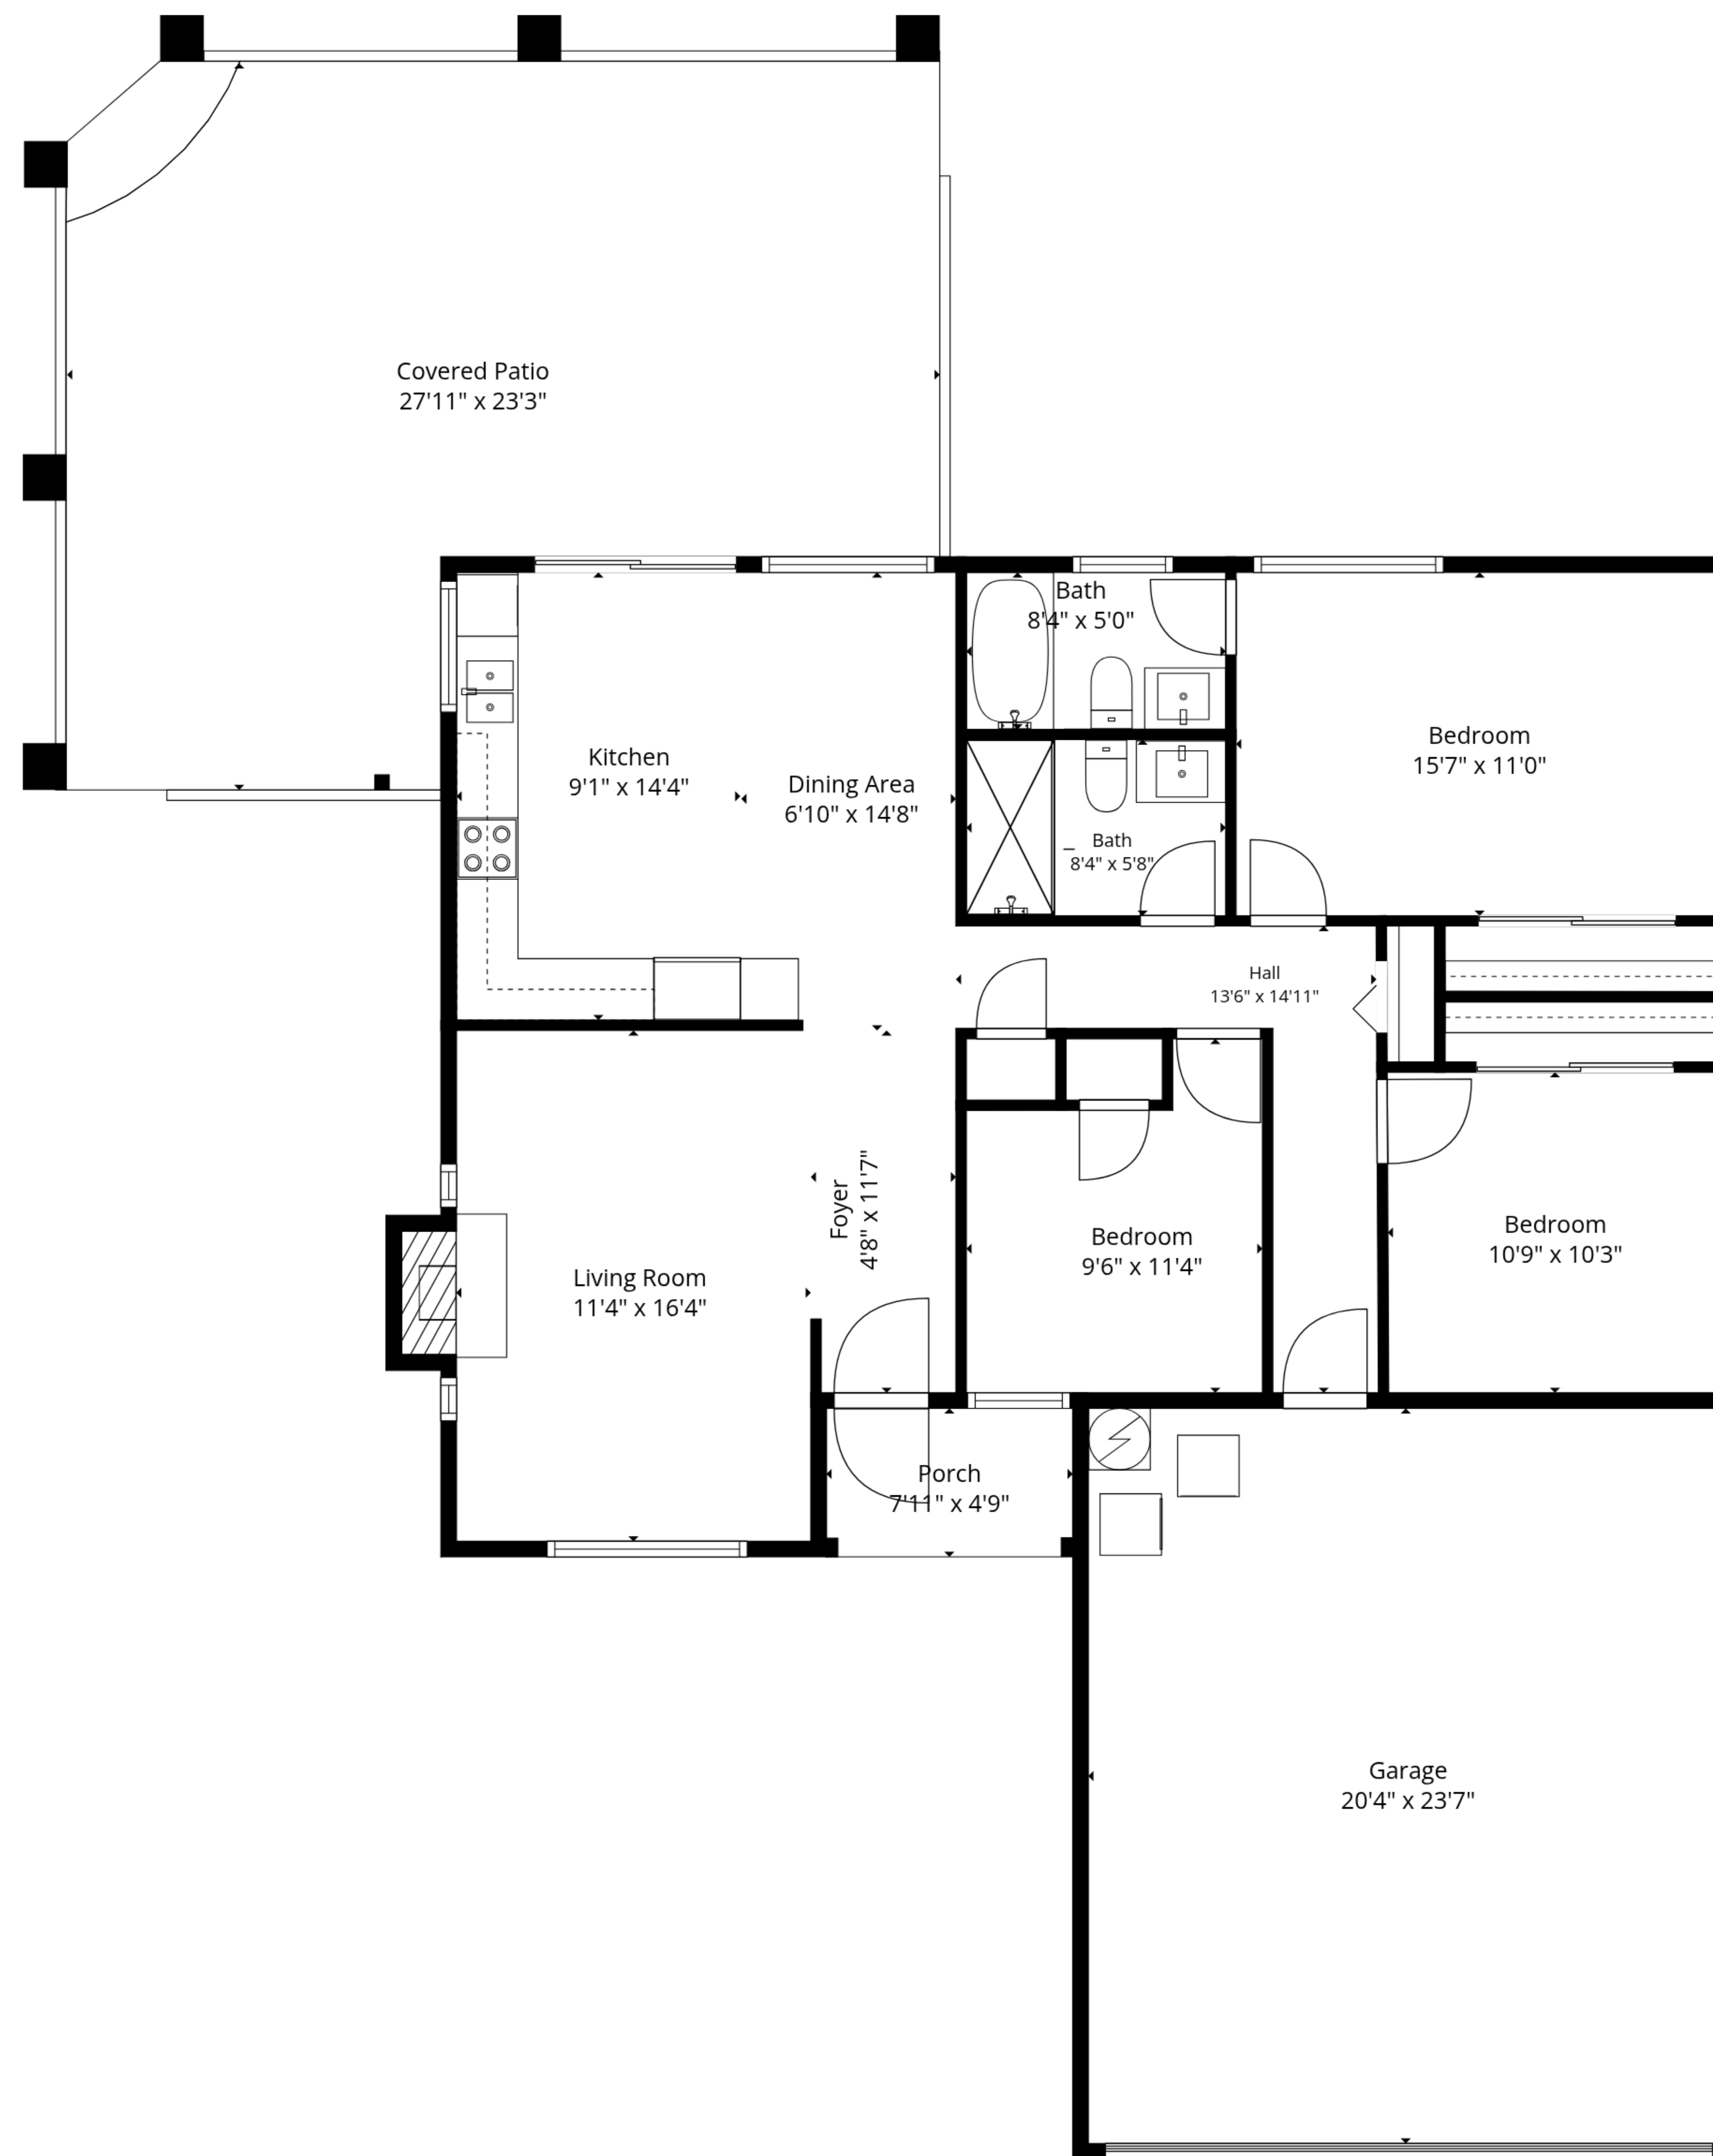 Covered Patio
27'11" x 23'3"
Bath
8'4" x 5'0"
Bedroom
15'7" x 11'0"
Kitchen
9'1" x 14'4"
Dining Area
6'10" x 14'8"
Bath
8'4" x 5'8"
Hall
13'6" x 14'11"
Foyer
4'8" x 11'7"
Bedroom
9'6" x 11'4"
Bedroom
10'9" x 10'3"
Living Room
11'4" x 16'4"
Porch
7'11" x 4'9"
Garage
20'4" x 23'7"